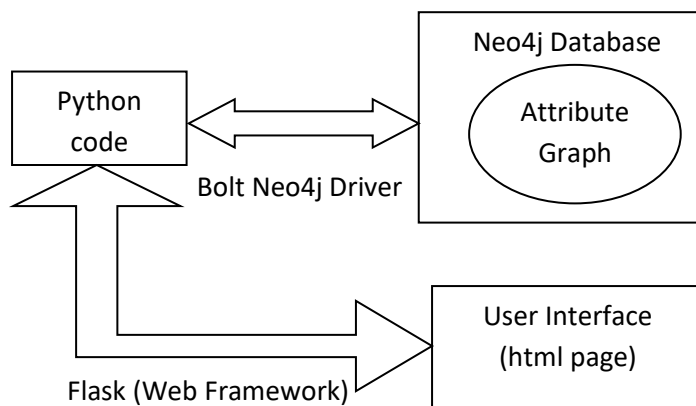 Neo4j Database
Python
code
Attribute
Graph
Bolt Neo4j Driver
User Interface
(html page)
Flask (Web Framework)